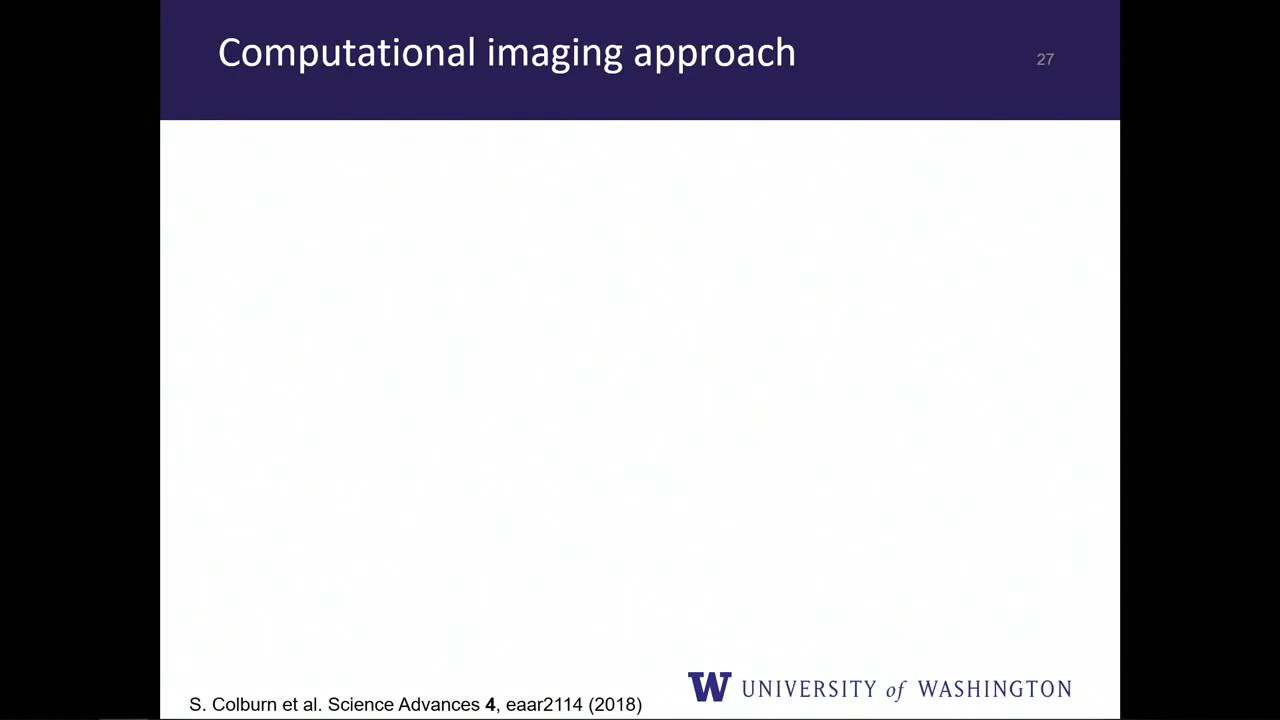 Computational imaging approach
27
S. Colburn et al. Science Advances 4, eaar2114 (2018)
W UNIVERSITY of WASHINGTON